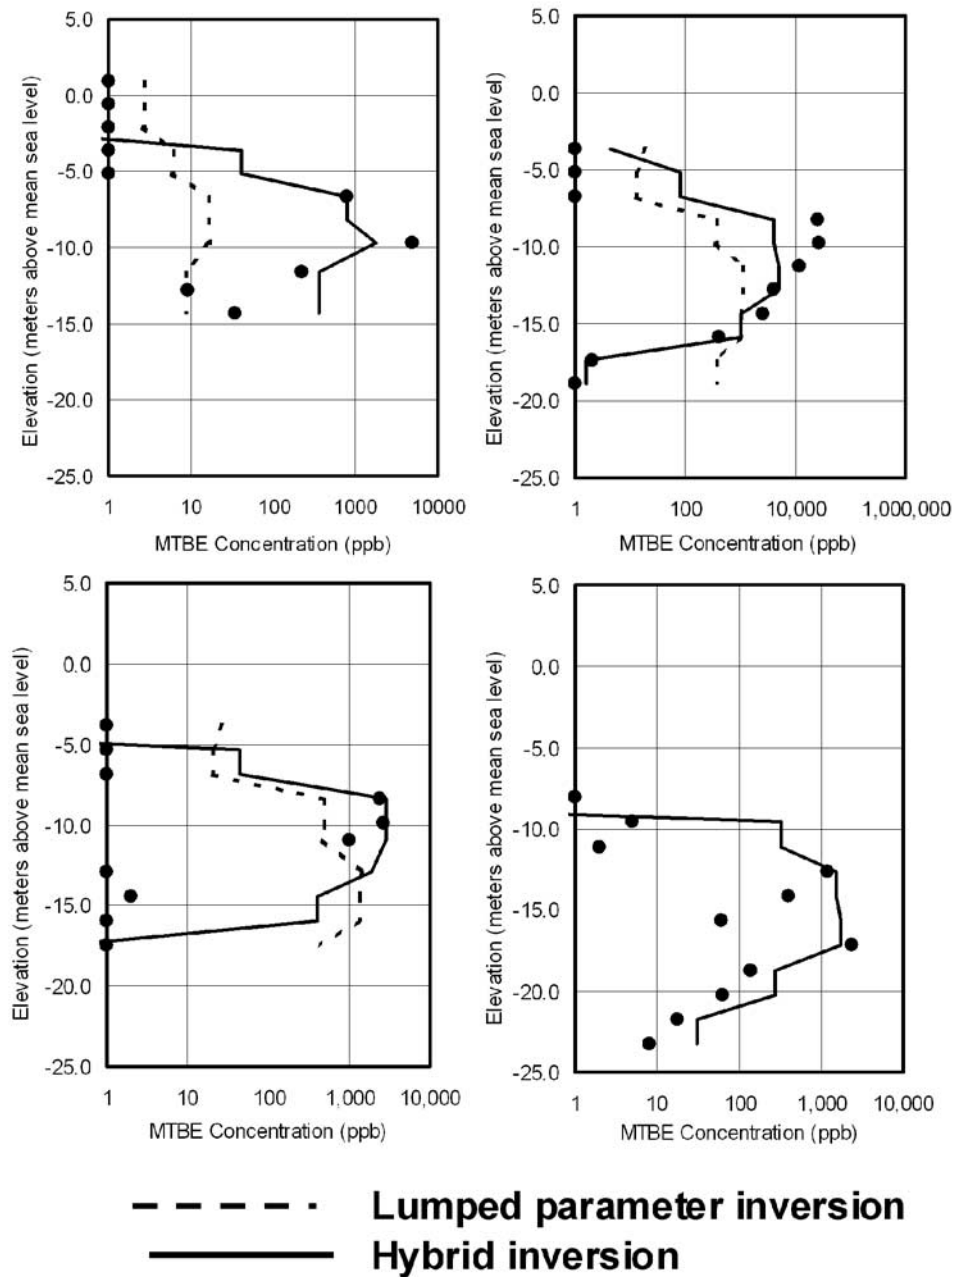 5.0
0.0
-5.0
-10.0
-15.0
-20.0
-25.0
Elevation (meters above mean sea level)
1 10 100 1000 10000
MTBE Concentration (ppb)
5.0
0.0
-5.0
-10.0
-15.0
-20.0
-25.0
Elevation (meters above mean sea level)
1 100 10,000 1,000,000
MTBE Concentration (ppb)
5.0
0.0
-5.0
-10.0
-15.0
-20.0
-25.0
Elevation (meters above mean sea level)
1 10 100 1,000 10,000
MTBE Concentration (ppb)
5.0
0.0
-5.0
-10.0
-15.0
-20.0
-25.0
Elevation (meters above mean sea level)
1 10 100 1,000 10,000
MTBE Concentration (ppb)
Lumped parameter inversion
Hybrid inversion